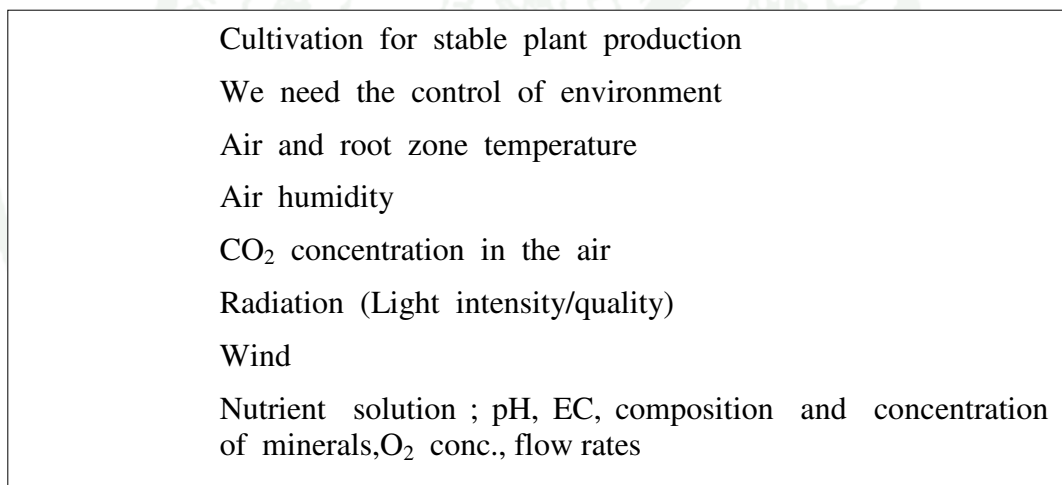 Cultivation for stable plant production
We need the control of environment
Air and root zone temperature
Air humidity
CO₂ concentration in the air
Radiation (Light intensity/quality)
Wind
Nutrient solution ; pH, EC, composition and concentration
of minerals,O₂ conc., flow rates